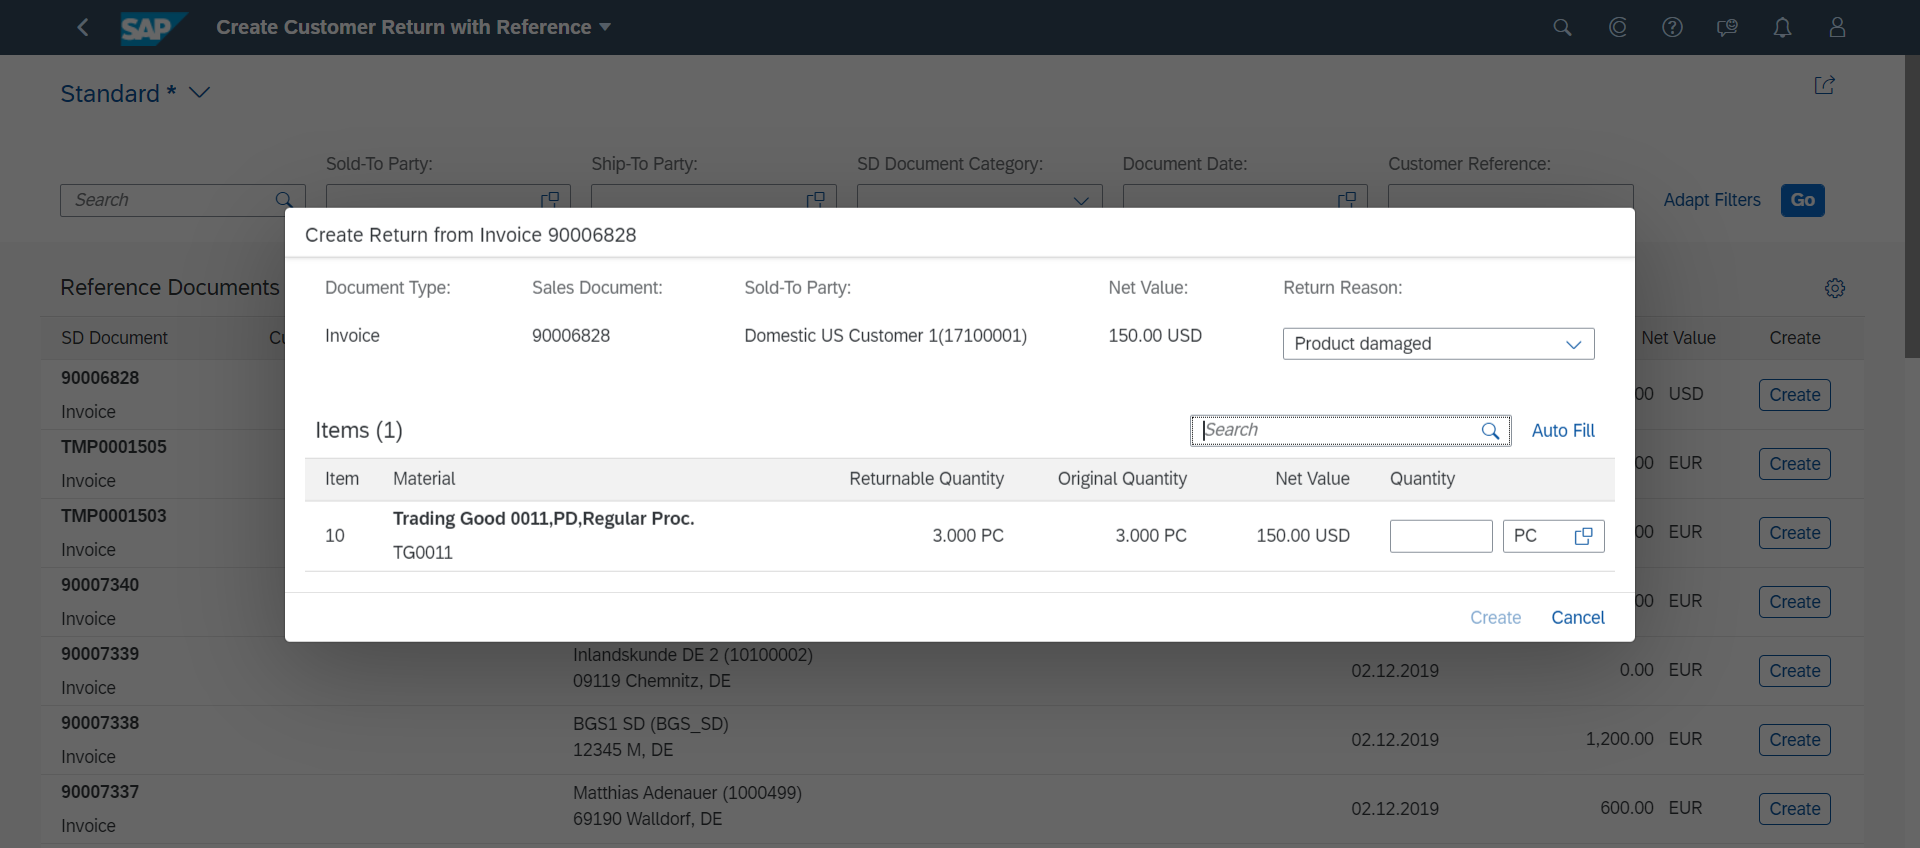 SAP Create Customer Return with Reference
Standard *
Sold-To Party: Ship-To Party: SD Document Category: Document Date: Customer Reference:
Search Adapt Filters Go
Create Return from Invoice 90006828
Document Type: Sales Document: Sold-To Party: Net Value: Return Reason:
Invoice 90006828 Domestic US Customer 1(17100001) 150.00 USD Product damaged
Items (1) Search Auto Fill
Item Material Returnable Quantity Original Quantity Net Value Quantity
10 Trading Good 0011,PD,Regular Proc. 3.000 PC 3.000 PC 150.00 USD PC
TG0011
Create Cancel
Reference Documents
SD Document Net Value Create
90006828
Invoice 00 USD Create
TMP0001505
Invoice 00 EUR Create
TMP0001503
Invoice 00 EUR Create
90007340
Invoice 00 EUR Create
90007339 Inlandskunde DE 2 (10100002)
Invoice 09119 Chemnitz, DE 02.12.2019 0.00 EUR Create
90007338 BGS1 SD (BGS_SD)
Invoice 12345 M, DE 02.12.2019 1,200.00 EUR Create
90007337 Matthias Adenauer (1000499)
Invoice 69190 Walldorf, DE 02.12.2019 600.00 EUR Create